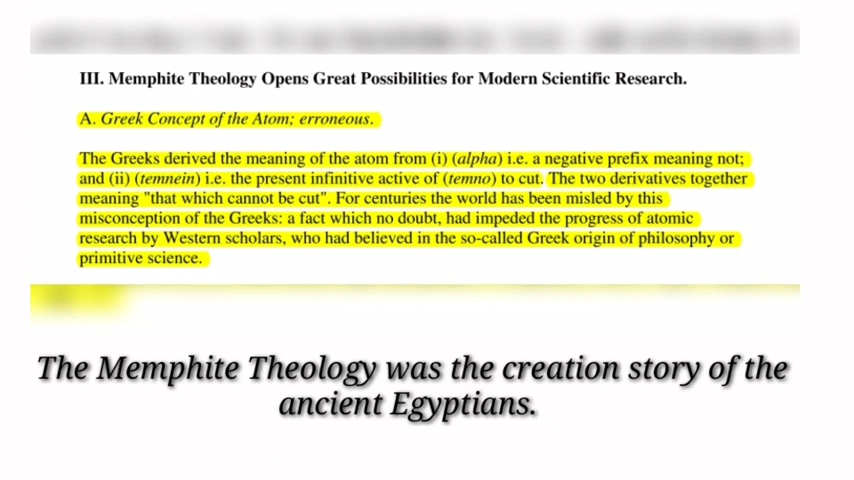 III. Memphite Theology Opens Great Possibilities for Modern Scientific Research.
A. Greek Concept of the Atom; erroneous.
The Greeks derived the meaning of the atom from (i) (alpha) i.e. a negative prefix meaning not;
and (ii) (temnein) i.e. the present infinitive active of (temno) to cut. The two derivatives together
meaning "that which cannot be cut". For centuries the world has been misled by this
misconception of the Greeks: a fact which no doubt, had impeded the progress of atomic
research by Western scholars, who had believed in the so-called Greek origin of philosophy or
primitive science.
The Memphite Theology was the creation story of the
ancient Egyptians.